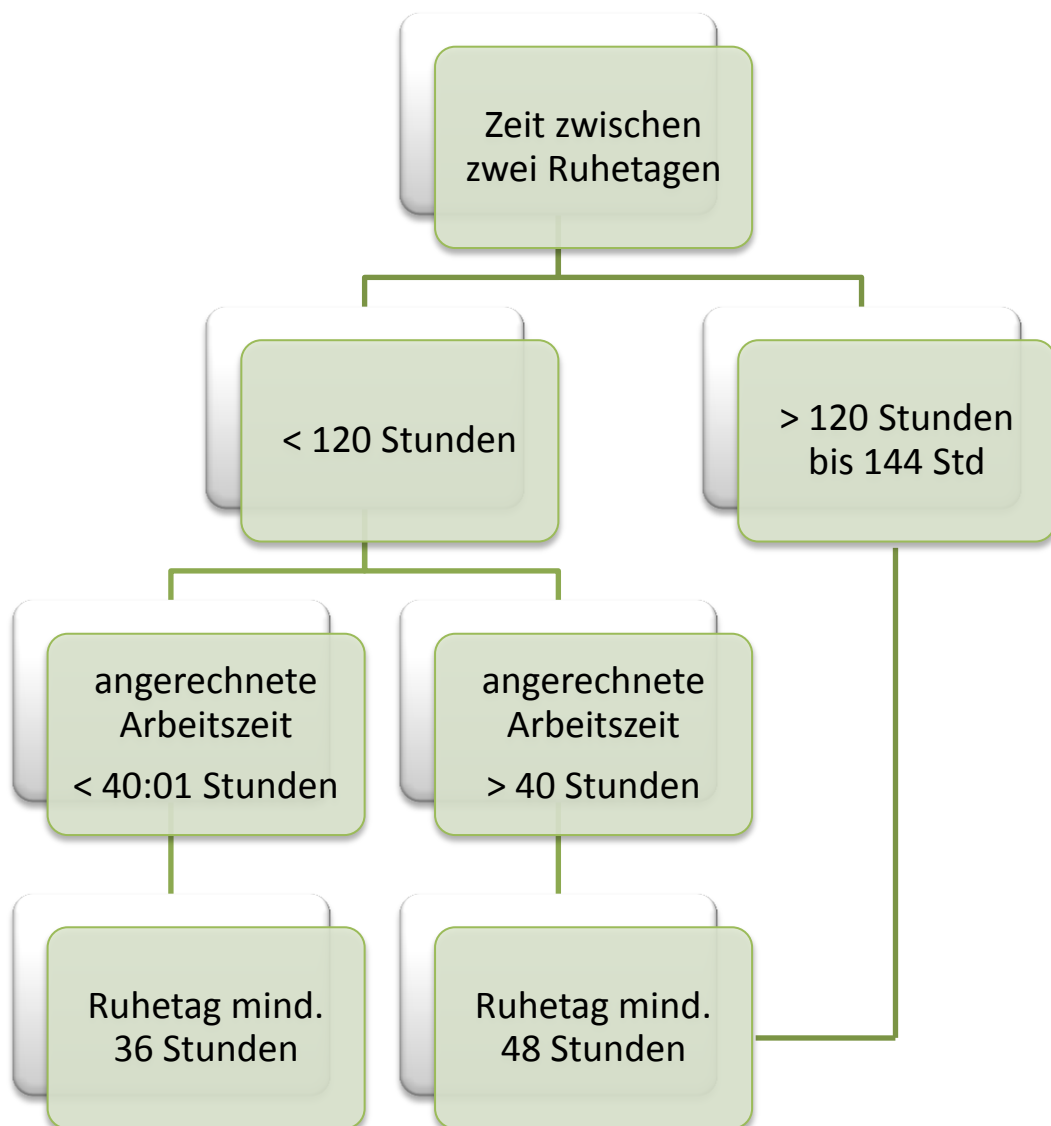 Zeit zwischen
zwei Ruhetagen
< 120 Stunden
> 120 Stunden
bis 144 Std
angerechnete
Arbeitszeit
< 40:01 Stunden
angerechnete
Arbeitszeit
> 40 Stunden
Ruhetag mind.
36 Stunden
Ruhetag mind.
48 Stunden